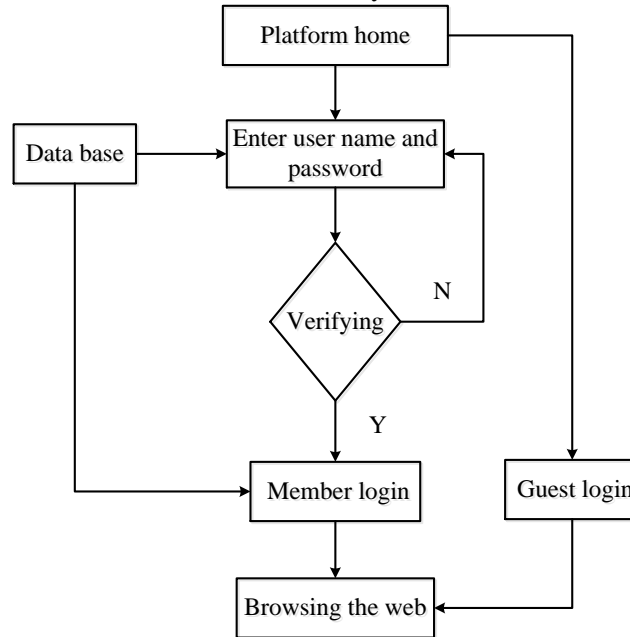 Platform home
Enter user name and
password
Data base
Verifying
N
Y
Member login
Guest login
Browsing the web